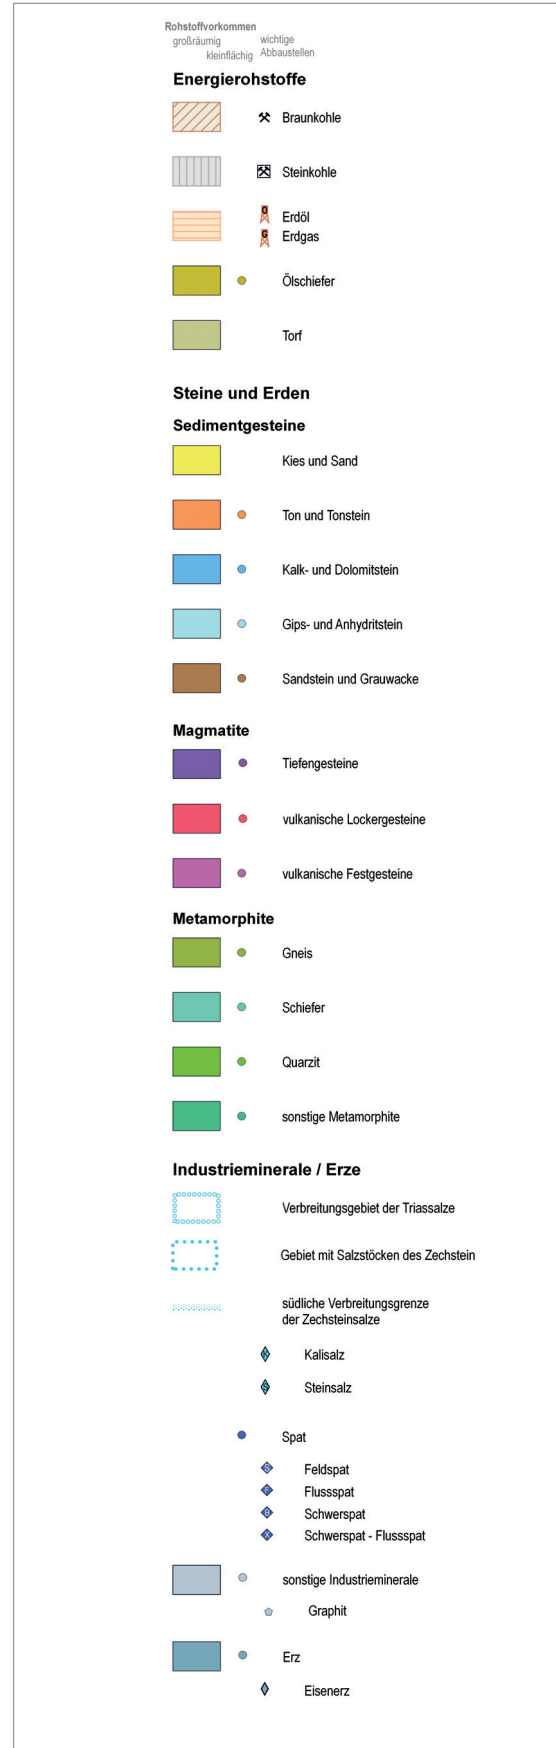 Rohstoffvorkommen
großräumig
wichtige
kleinflächig
Abbaustellen
Energierohstoffe
Braunkohle
Steinkohle
O
Erdöl
G
Erdgas
Ölschiefer
Torf
Steine und Erden
Sedimentgesteine
Kies und Sand
Ton und Tonstein
Kalk- und Dolomitstein
Gips- und Anhydritstein
Sandstein und Grauwacke
Magmatite
Tiefengesteine
vulkanische Lockergesteine
vulkanische Festgesteine
Metamorphite
Gneis
Schiefer
Quarzit
sonstige Metamorphite
Industrieminerale / Erze
Verbreitungsgebiet der Triassalze
Gebiet mit Salzstöcken des Zechstein
südliche Verbreitungsgrenze
der Zechsteinsalze
K Kalisalz
S Steinsalz
Spat
S Feldspat
F Flussspat
B Schwerspat
X Schwerspat - Flussspat
sonstige Industrieminerale
Graphit
Erz
Eisenerz